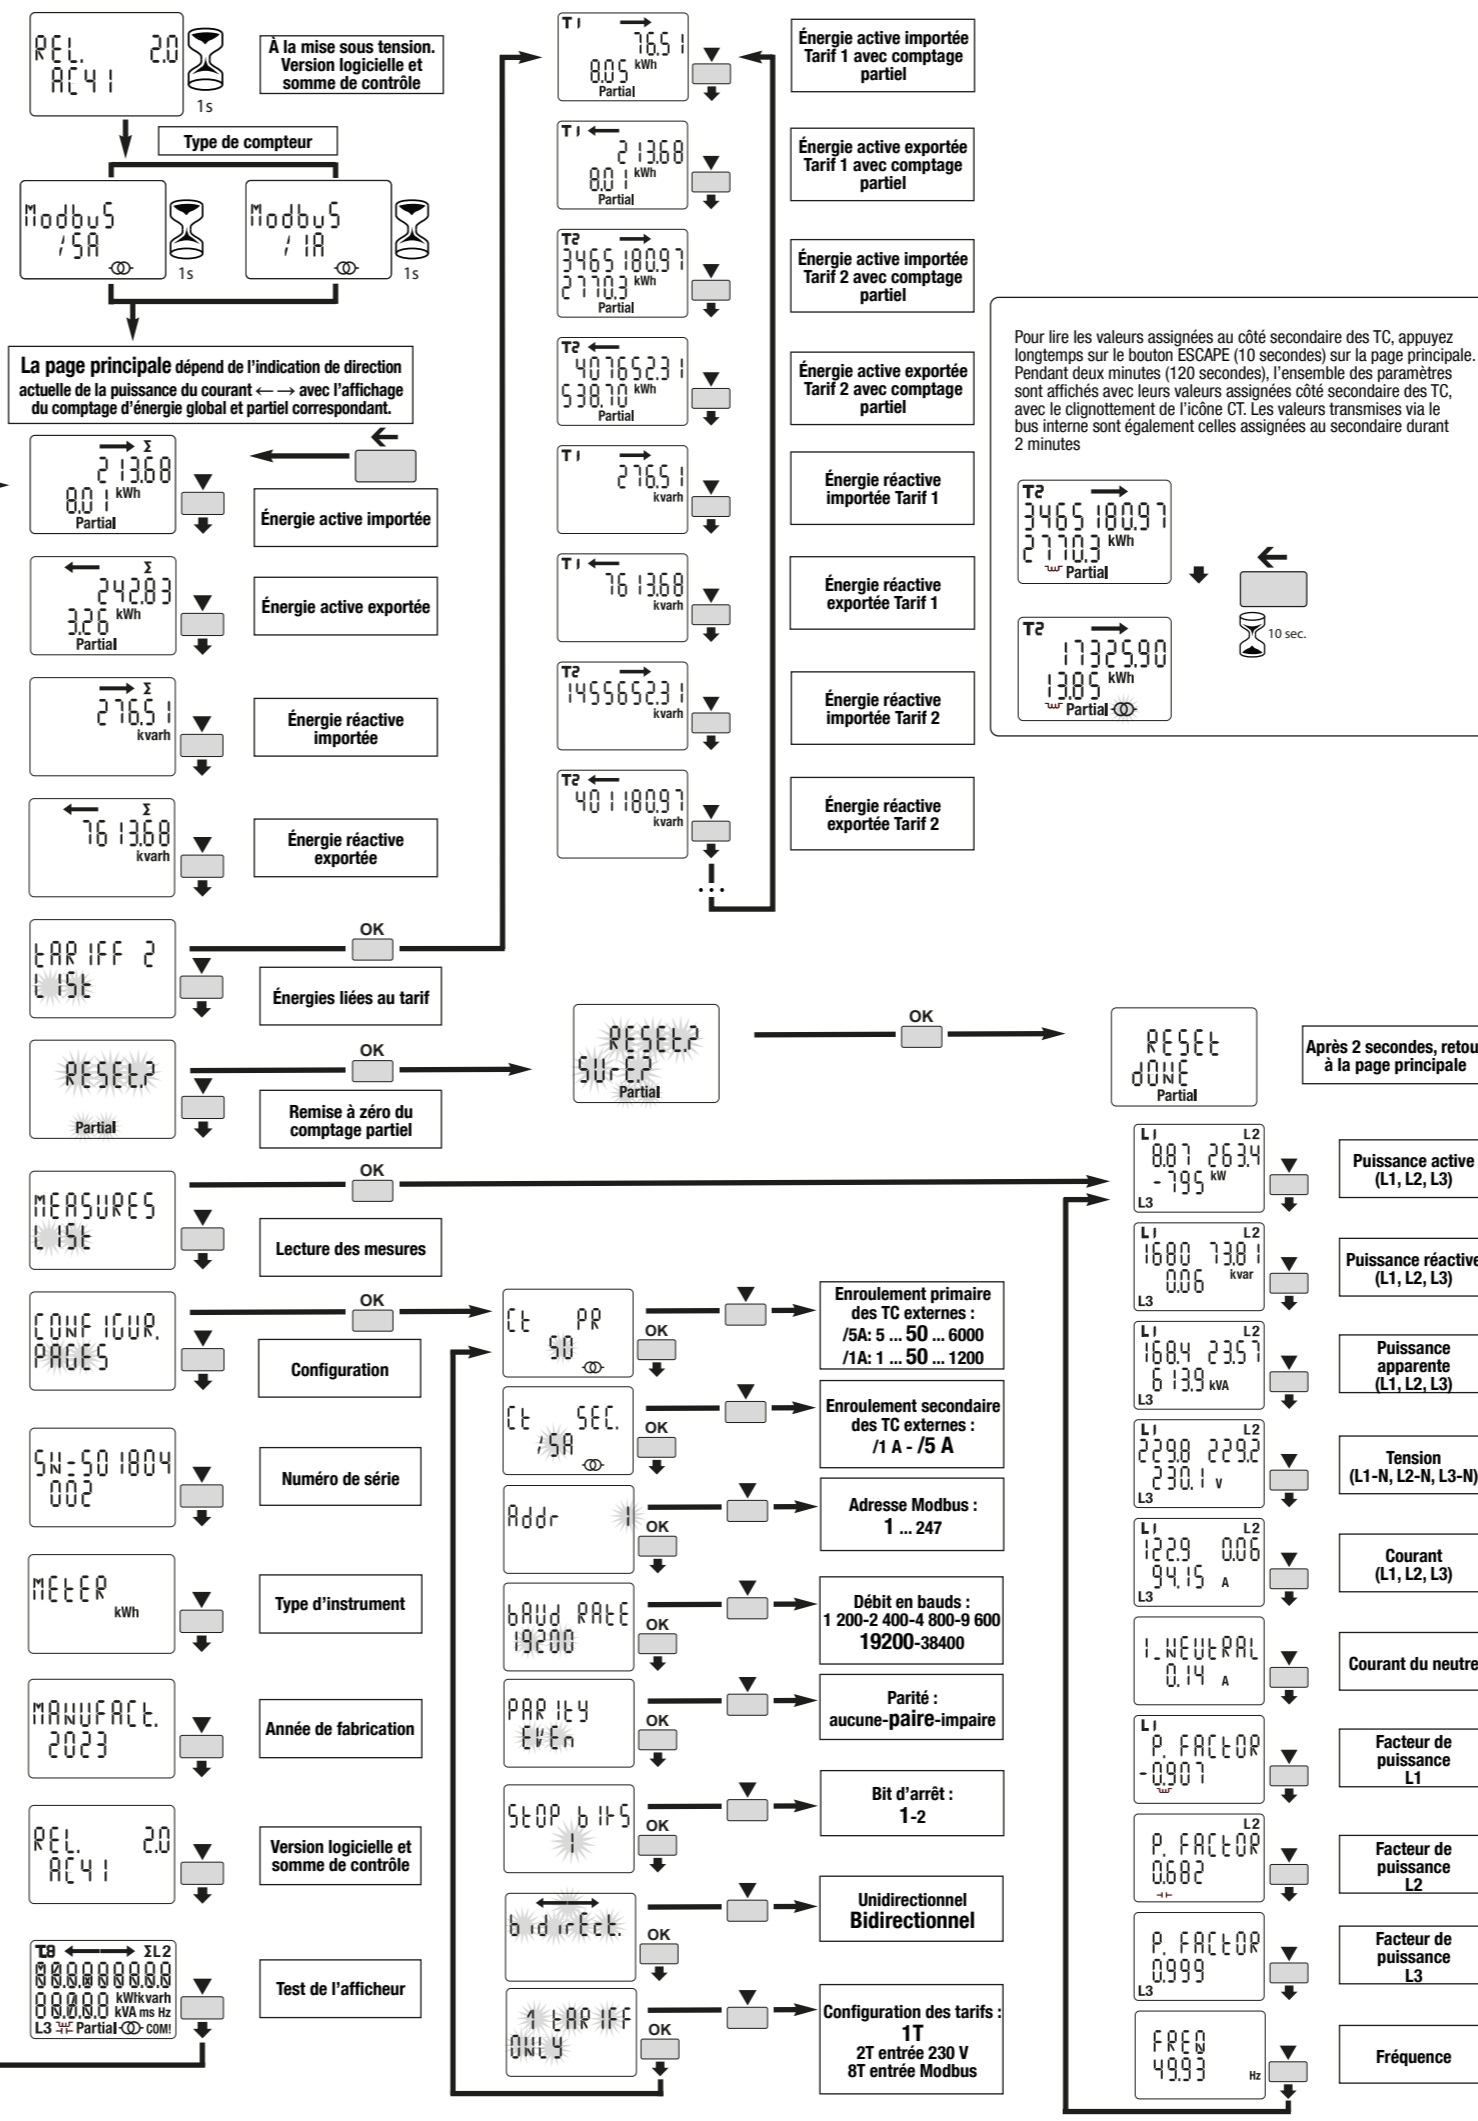 REL. 2.0
AC41
1s
À la mise sous tension.
Version logicielle et
somme de contrôle
Type de compteur
Modbus
/5A
1s
Modbus
/1A
1s
La page principale dépend de l'indication de direction
actuelle de la puissance du courant ← → avec l'affichage
du comptage d'énergie global et partiel correspondant.
→ Σ
213.68
8.01 kWh
Partial
Énergie active importée
← Σ
242.83
3.26 kWh
Partial
Énergie active exportée
→ Σ
276.51
kvarh
Énergie réactive
importée
← Σ
7613.68
kvarh
Énergie réactive
exportée
tARIFF 2
LISt
OK
Énergies liées au tarif
RESEt?
Partial
OK
Remise à zéro du
comptage partiel
RESEt?
SUrE?
Partial
OK
RESEt
dONE
Partial
Après 2 secondes, retou
à la page principale
MEASURES
LISt
OK
Lecture des mesures
CONFIGUR.
PAGES
OK
Configuration
SN-501804
002
Numéro de série
MEtER
kWh
Type d'instrument
MANUFACt.
2023
Année de fabrication
REL. 2.0
AC41
Version logicielle et
somme de contrôle
T.8 ← → ΣL2
kWhkvarh
kVA ms Hz
L3 Partial COM!
Test de l'afficheur
T1 →
76.51
8.05 kWh
Partial
Énergie active importée
Tarif 1 avec comptage
partiel
T1 ←
213.68
8.01 kWh
Partial
Énergie active exportée
Tarif 1 avec comptage
partiel
T2 →
3465180.97
2770.3 kWh
Partial
Énergie active importée
Tarif 2 avec comptage
partiel
T2 ←
407652.31
538.70 kWh
Partial
Énergie active exportée
Tarif 2 avec comptage
partiel
T1 →
276.51
kvarh
Énergie réactive
importée Tarif 1
T1 ←
7613.68
kvarh
Énergie réactive
exportée Tarif 1
T2 →
1455652.31
kvarh
Énergie réactive
importée Tarif 2
T2 ←
401180.97
kvarh
Énergie réactive
exportée Tarif 2
...
Pour lire les valeurs assignées au côté secondaire des TC, appuyez
longtemps sur le bouton ESCAPE (10 secondes) sur la page principale.
Pendant deux minutes (120 secondes), l'ensemble des paramètres
sont affichés avec leurs valeurs assignées côté secondaire des TC,
avec le clignottement de l'icône CT. Les valeurs transmises via le
bus interne sont également celles assignées au secondaire durant
2 minutes
T2 →
3465180.97
2770.3 kWh
Partial
10 sec.
T2 →
17325.90
13.85 kWh
Partial
Ct PR
50
OK
Enroulement primaire
des TC externes :
/5A: 5 ... 50 ... 6000
/1A: 1 ... 50 ... 1200
Ct SEC.
/5A
OK
Enroulement secondaire
des TC externes :
/1 A - /5 A
Addr 1
OK
Adresse Modbus :
1 ... 247
bAUd RAtE
19200
OK
Débit en bauds :
1 200-2 400-4 800-9 600
19200-38400
PARItY
EVEn
OK
Parité :
aucune-paire-impaire
StOP bItS
1
OK
Bit d'arrêt :
1-2
bidirEct.
OK
Unidirectionnel
Bidirectionnel
1 tARIFF
ONLY
OK
Configuration des tarifs :
1T
2T entrée 230 V
8T entrée Modbus
L1 L2
8.87 263.4
-795 kW
L3
Puissance active
(L1, L2, L3)
L1 L2
1680 73.81
0.06 kvar
L3
Puissance réactive
(L1, L2, L3)
L1 L2
168.4 23.57
613.9 kVA
L3
Puissance
apparente
(L1, L2, L3)
L1 L2
229.8 229.2
230.1 V
L3
Tension
(L1-N, L2-N, L3-N)
L1 L2
122.9 0.06
94.15 A
L3
Courant
(L1, L2, L3)
I_NEUtRAL
0.14 A
Courant du neutre
L1
P. FACtOR
-0.907
Facteur de
puissance
L1
L2
P. FACtOR
0.682
Facteur de
puissance
L2
P. FACtOR
0.999
L3
Facteur de
puissance
L3
FREQ
49.93
Hz
Fréquence